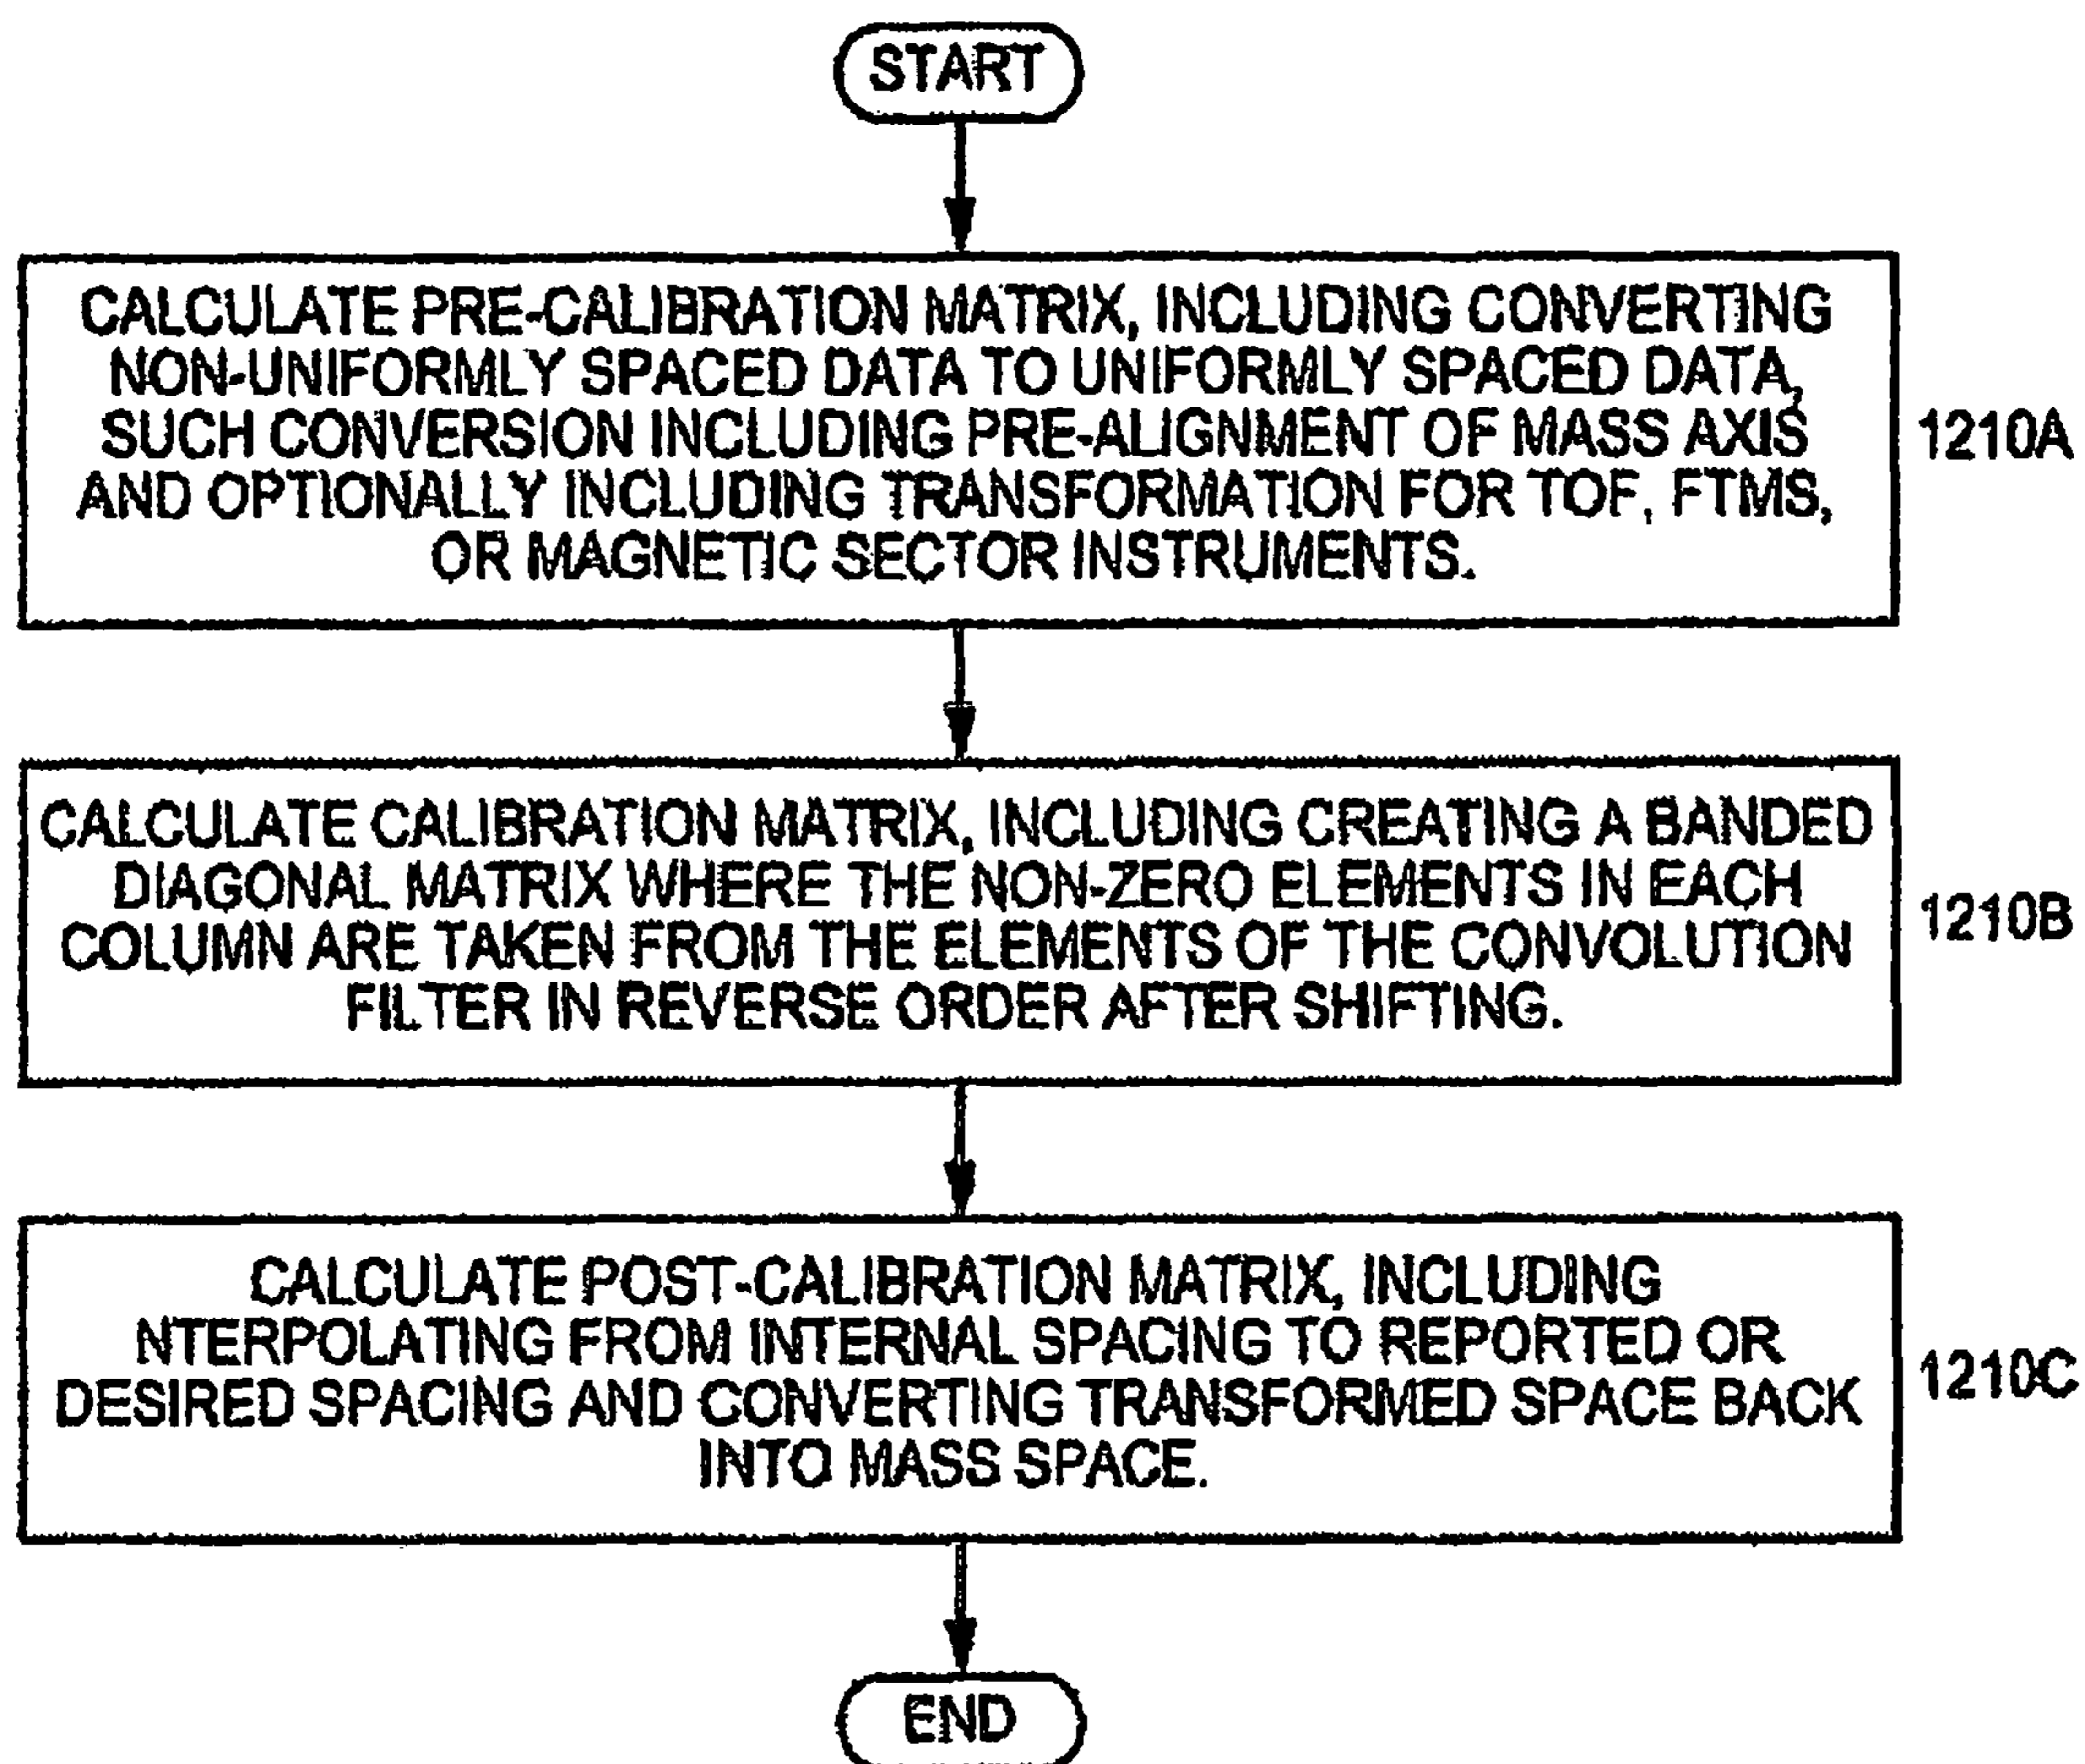 START
CALCULATE PRE-CALIBRATION MATRIX, INCLUDING CONVERTING
NON-UNIFORMLY SPACED DATA TO UNIFORMLY SPACED DATA,
SUCH CONVERSION INCLUDING PRE-ALIGNMENT OF MASS AXIS
AND OPTIONALLY INCLUDING TRANSFORMATION FOR TOF, FTMS,
OR MAGNETIC SECTOR INSTRUMENTS.
1210A
CALCULATE CALIBRATION MATRIX, INCLUDING CREATING A BANDED
DIAGONAL MATRIX WHERE THE NON-ZERO ELEMENTS IN EACH
COLUMN ARE TAKEN FROM THE ELEMENTS OF THE CONVOLUTION
FILTER IN REVERSE ORDER AFTER SHIFTING.
1210B
CALCULATE POST-CALIBRATION MATRIX, INCLUDING
NTERPOLATING FROM INTERNAL SPACING TO REPORTED OR
DESIRED SPACING AND CONVERTING TRANSFORMED SPACE BACK
INTO MASS SPACE.
1210C
END